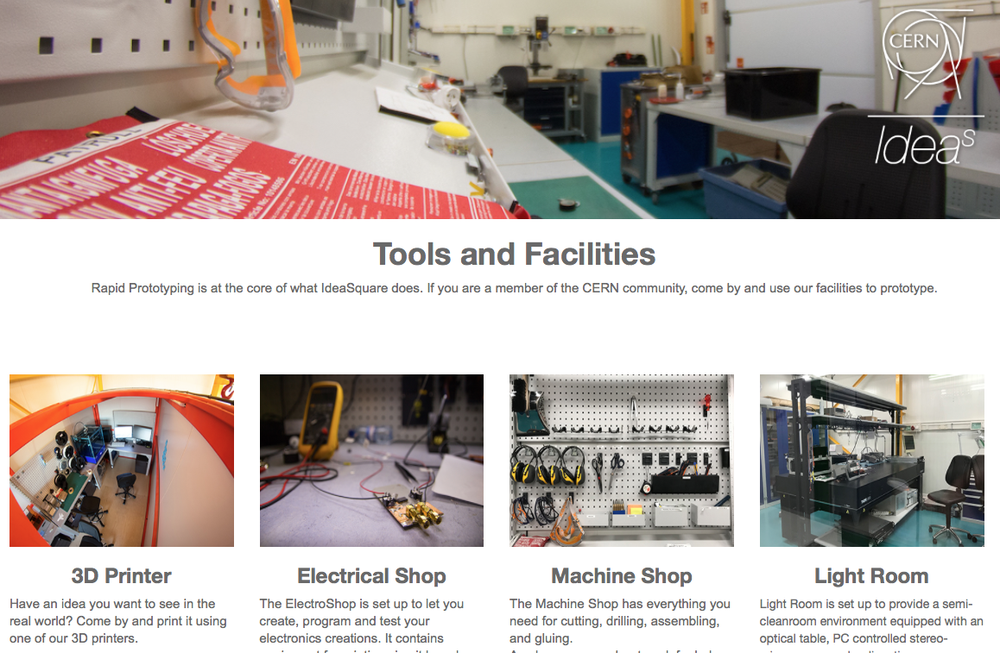 CERN
Ideas
LOSCHDE
ANTI-FEU
Tools and Facilities
Rapid Prototyping is at the core of what IdeaSquare does. If you are a member of the CERN community, come by and use our facilities to prototype.
3D Printer
Have an idea you want to see in the
real world? Come by and print it using
one of our 3D printers.
Electrical Shop
The ElectroShop is set up to let you
create, program and test your
electronics creations. It contains
Machine Shop
The Machine Shop has everything you
need for cutting, drilling, assembling,
and gluing.
Light Room
Light Room is set up to provide a semi-
cleanroom environment equipped with an
optical table, PC controlled stereo-